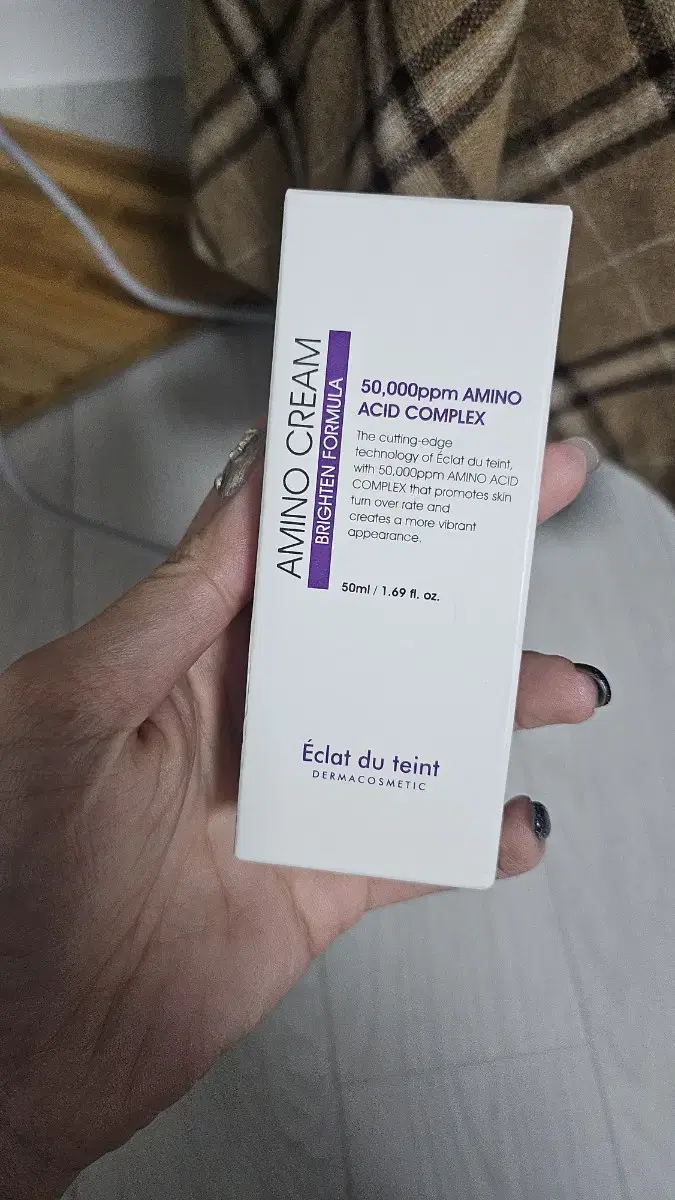 AMINO CREAM
BRIGHTEN FORMULA
50,000ppm AMINO
ACID COMPLEX
The cutting-edge
technology of Éclat du teint,
with 50,000ppm AMINO ACID
COMPLEX that promotes skin
turn over rate and
creates a more vibrant
appearance.
50ml / 1.69 fl. oz.
Éclat du teint
DERMACOSMETIC